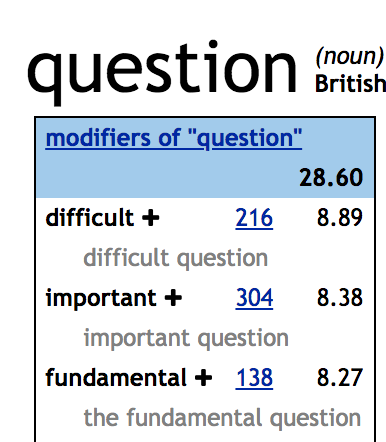 question (noun)
British
modifiers of "question"
28.60
difficult + 216 8.89
difficult question
important + 304 8.38
important question
fundamental + 138 8.27
the fundamental question